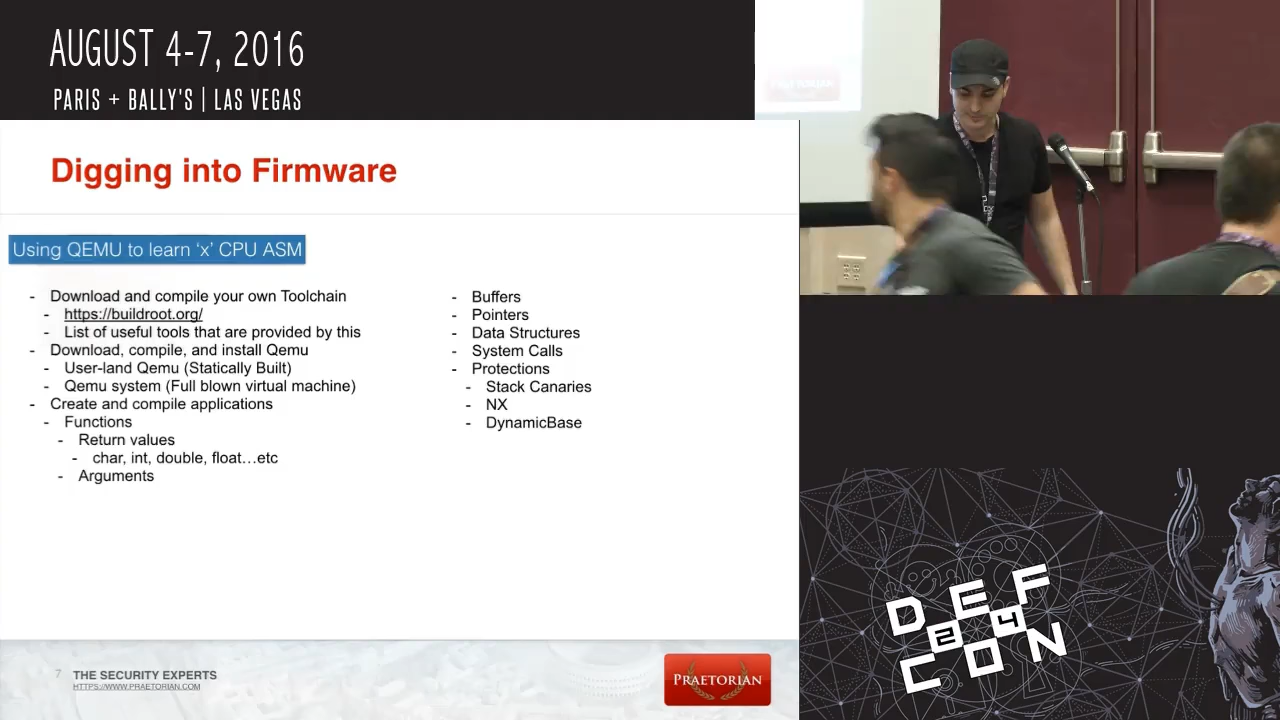 AUGUST 4-7, 2016
PARIS + BALLY'S | LAS VEGAS
Digging into Firmware
Using QEMU to learn ‘x’ CPU ASM
- Download and compile your own Toolchain
- https://buildroot.org/
- List of useful tools that are provided by this
- Download, compile, and install Qemu
- User-land Qemu (Statically Built)
- Qemu system (Full blown virtual machine)
- Create and compile applications
- Functions
- Return values
- char, int, double, float…etc
- Arguments
- Buffers
- Pointers
- Data Structures
- System Calls
- Protections
- Stack Canaries
- NX
- DynamicBase
7
THE SECURITY EXPERTS
HTTPS://WWW.PRAETORIAN.COM
PRAETORIAN
PRAETORIAN
DEF
24
CON